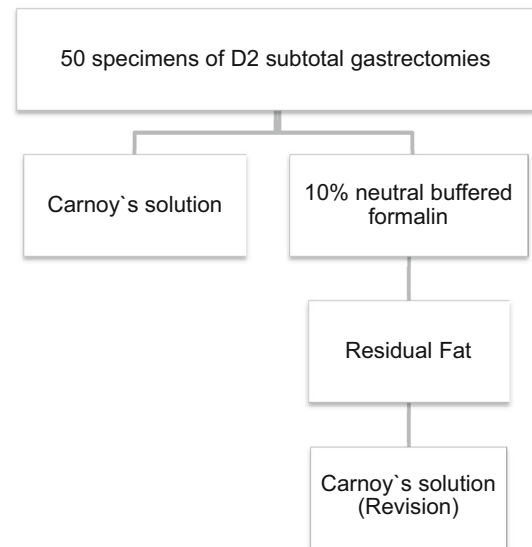 50 specimens of D2 subtotal gastrectomies
Carnoy`s solution
10% neutral buffered
formalin
Residual Fat
Carnoy`s solution
(Revision)